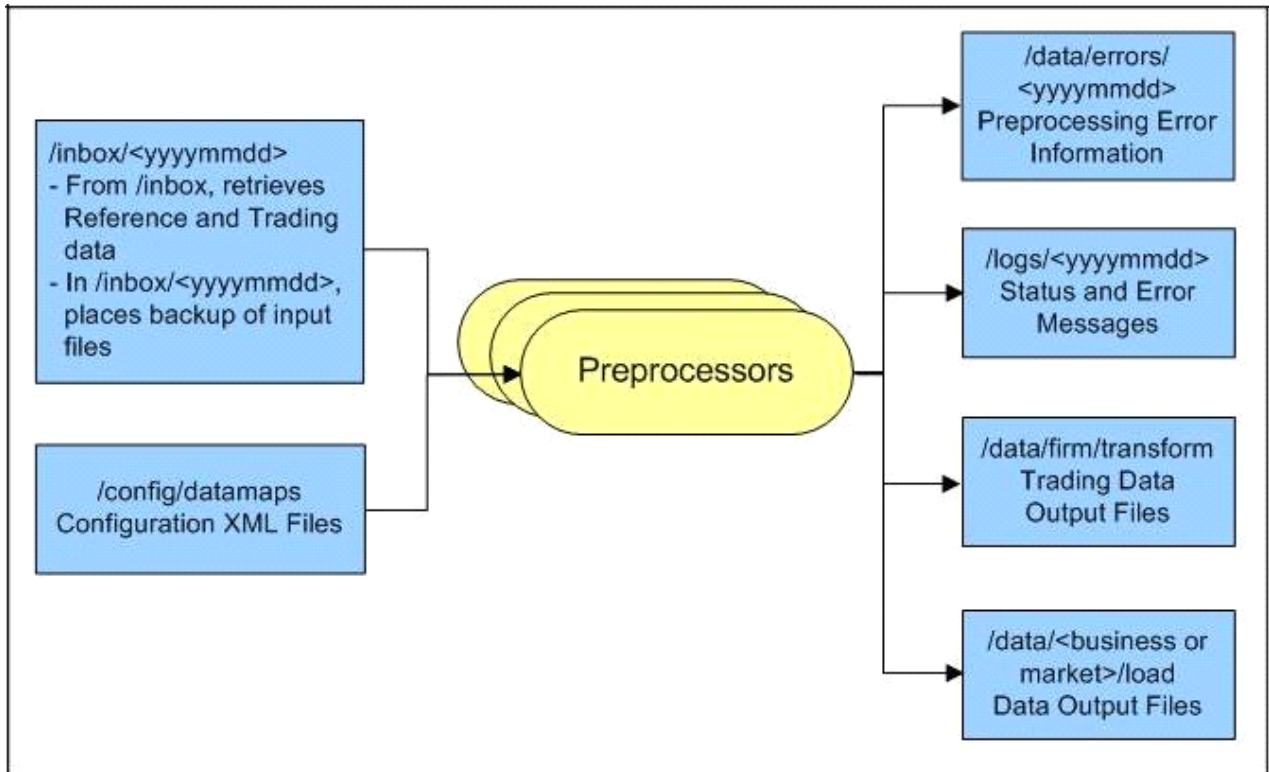 /inbox/<yyyymmdd>
- From /inbox, retrieves
Reference and Trading
data
- In /inbox/<yyyymmdd>,
places backup of input
files
/config/datamaps
Configuration XML Files
Preprocessors
/data/errors/
<yyyymmdd>
Preprocessing Error
Information
/logs/<yyyymmdd>
Status and Error
Messages
/data/firm/transform
Trading Data
Output Files
/data/<business or
market>/load
Data Output Files